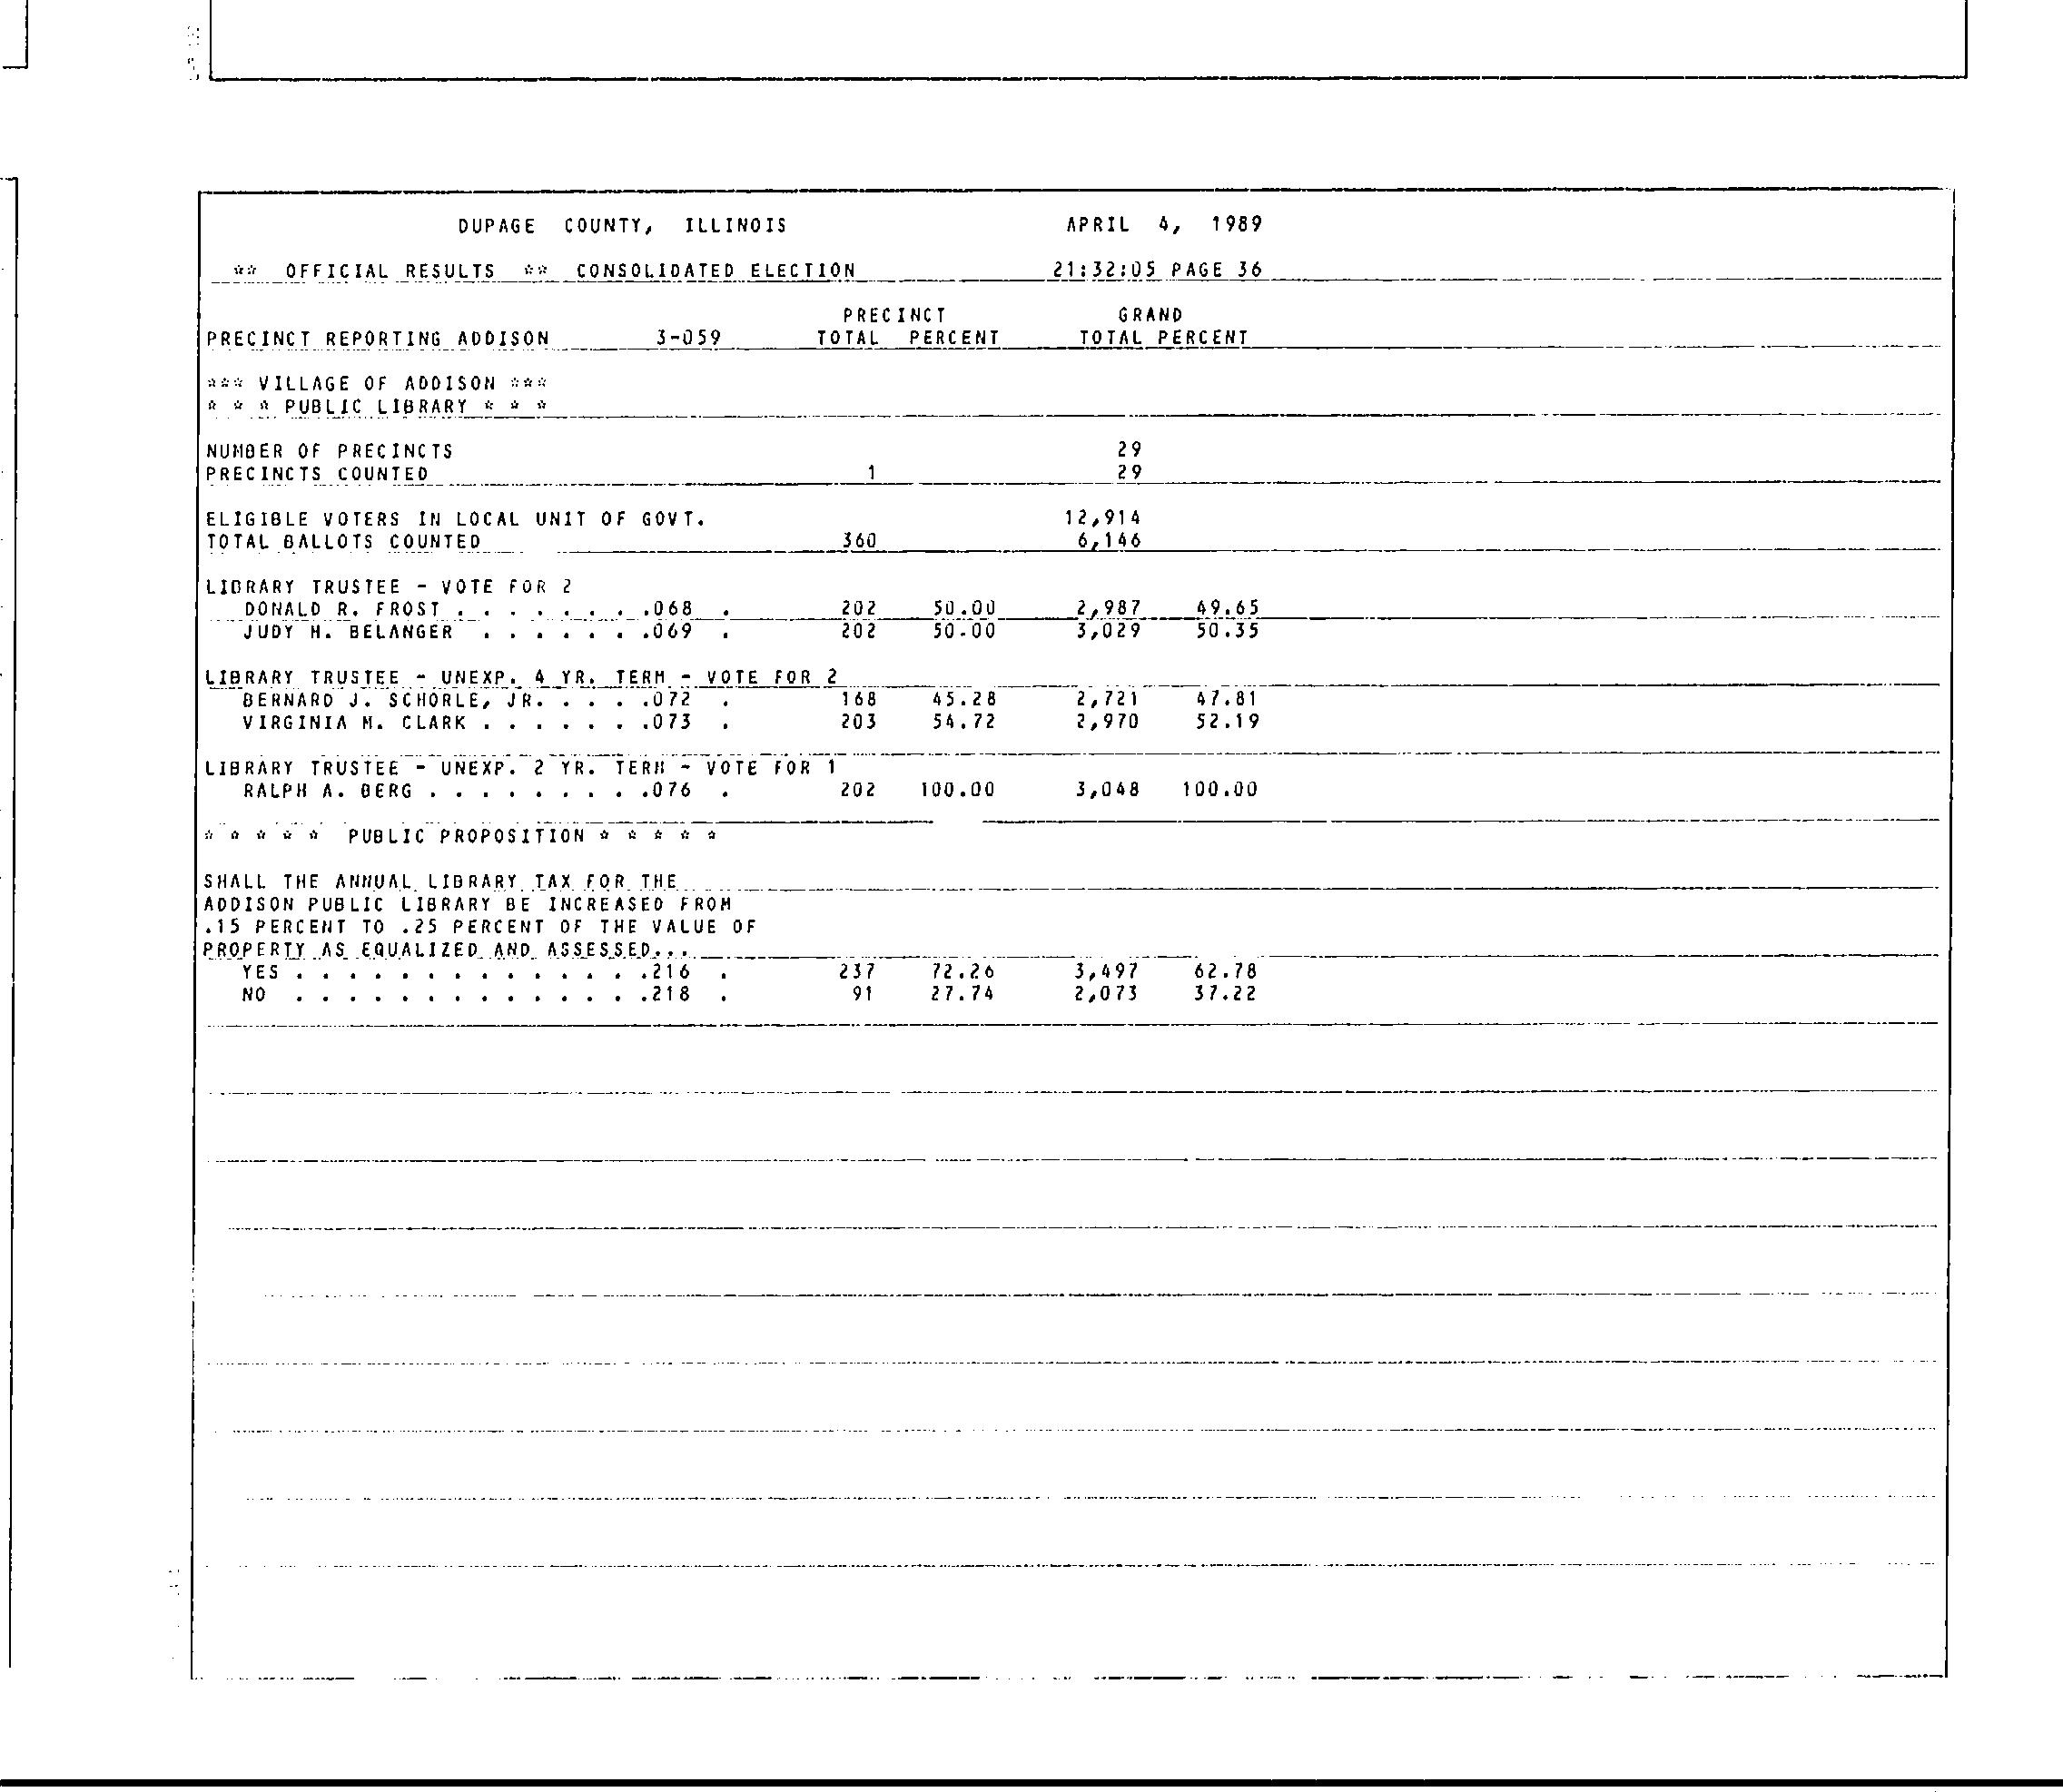 DUPAGE COUNTY, ILLINOIS APRIL 4, 1989
** OFFICIAL RESULTS ** CONSOLIDATED ELECTION 21:32:05 PAGE 36
PRECINCT GRAND
PRECINCT REPORTING ADDISON 3-059 TOTAL PERCENT TOTAL PERCENT
*** VILLAGE OF ADDISON ***
* * * PUBLIC LIBRARY * * *
NUMBER OF PRECINCTS 29
PRECINCTS COUNTED 1 29
ELIGIBLE VOTERS IN LOCAL UNIT OF GOVT. 12,914
TOTAL BALLOTS COUNTED 360 6,146
LIBRARY TRUSTEE - VOTE FOR 2
DONALD R. FROST . . . . . . . .068 . 202 50.00 2,987 49.65
JUDY H. BELANGER . . . . . . .069 . 202 50.00 3,029 50.35
LIBRARY TRUSTEE - UNEXP. 4 YR. TERM - VOTE FOR 2
BERNARD J. SCHORLE, JR. . . . .072 . 168 45.28 2,721 47.81
VIRGINIA M. CLARK . . . . . . .073 . 203 54.72 2,970 52.19
LIBRARY TRUSTEE - UNEXP. 2 YR. TERM - VOTE FOR 1
RALPH A. BERG . . . . . . . . .076 . 202 100.00 3,048 100.00
* * * * * PUBLIC PROPOSITION * * * * *
SHALL THE ANNUAL LIBRARY TAX FOR THE
ADDISON PUBLIC LIBRARY BE INCREASED FROM
.15 PERCENT TO .25 PERCENT OF THE VALUE OF
PROPERTY AS EQUALIZED AND ASSESSED...
YES . . . . . . . . . . . . . .216 . 237 72.26 3,497 62.78
NO . . . . . . . . . . . . . .218 . 91 27.74 2,073 37.22